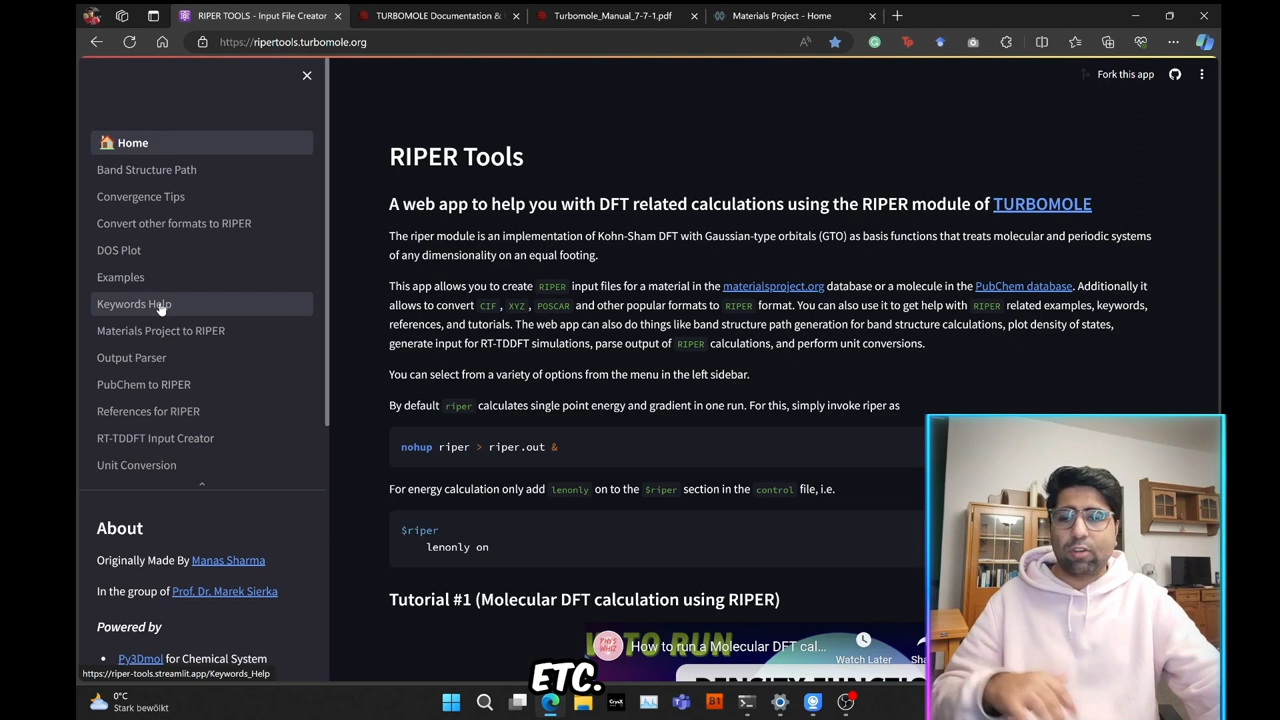 RIPER TOOLS - Input File Creator
TURBOMOLE Documentation &
Turbomole_Manual_7-7-1.pdf
Materials Project - Home
https://ripertools.turbomole.org
Fork this app
Home
Band Structure Path
Convergence Tips
Convert other formats to RIPER
DOS Plot
Examples
Keywords Help
Materials Project to RIPER
Output Parser
PubChem to RIPER
References for RIPER
RT-TDDFT Input Creator
Unit Conversion
About
Originally Made By Manas Sharma
In the group of Prof. Dr. Marek Sierka
Powered by
Py3Dmol for Chemical System
https://riper-tools.streamlit.app/Keywords_Help
RIPER Tools
A web app to help you with DFT related calculations using the RIPER module of TURBOMOLE
The riper module is an implementation of Kohn-Sham DFT with Gaussian-type orbitals (GTO) as basis functions that treats molecular and periodic systems
of any dimensionality on an equal footing.
This app allows you to create RIPER input files for a material in the materialsproject.org database or a molecule in the PubChem database. Additionally it
allows to convert CIF, XYZ, POSCAR and other popular formats to RIPER format. You can also use it to get help with RIPER related examples, keywords,
references, and tutorials. The web app can also do things like band structure path generation for band structure calculations, plot density of states,
generate input for RT-TDDFT simulations, parse output of RIPER calculations, and perform unit conversions.
You can select from a variety of options from the menu in the left sidebar.
By default riper calculates single point energy and gradient in one run. For this, simply invoke riper as
nohup riper > riper.out &
For energy calculation only add lenonly on to the $riper section in the control file, i.e.
$riper
lenonly on
Tutorial #1 (Molecular DFT calculation using RIPER)
How to run a Molecular DFT cal...
Watch Later
ETC.
0°C
Stark bewölkt